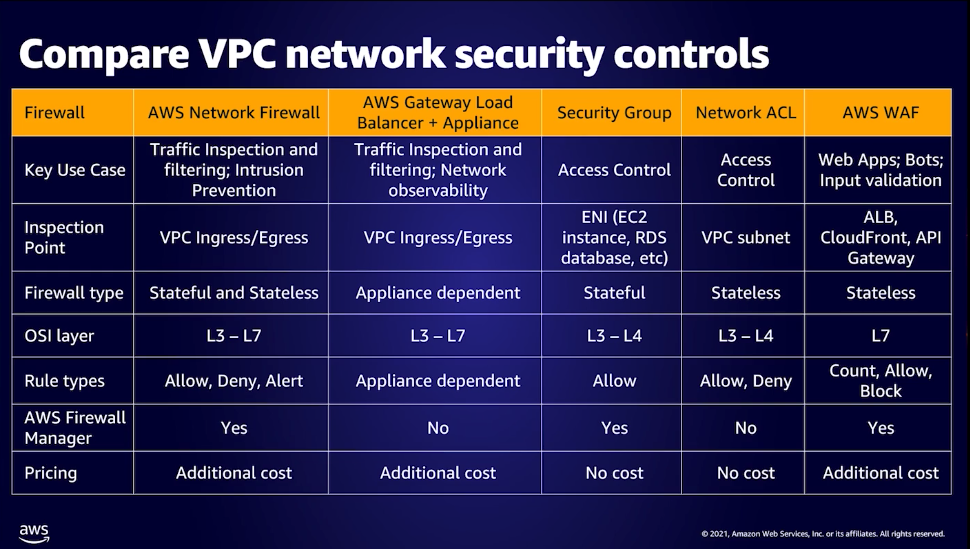 Compare VPC network security controls
Firewall
AWS Network Firewall
AWS Gateway Load
Balancer + Appliance
Security Group
Network ACL
AWS WAF
Key Use Case
Traffic Inspection and
filtering; Intrusion
Prevention
Traffic Inspection and
filtering; Network
observability
Access Control
Access
Control
Web Apps; Bots;
Input validation
Inspection
Point
VPC Ingress/Egress
VPC Ingress/Egress
ENI (EC2
instance, RDS
database, etc)
VPC subnet
ALB,
CloudFront, API
Gateway
Firewall type
Stateful and Stateless
Appliance dependent
Stateful
Stateless
Stateless
OSI layer
L3 – L7
L3 – L7
L3 – L4
L3 – L4
L7
Rule types
Allow, Deny, Alert
Appliance dependent
Allow
Allow, Deny
Count, Allow,
Block
AWS Firewall
Manager
Yes
No
Yes
No
Yes
Pricing
Additional cost
Additional cost
No cost
No cost
Additional cost
aws
© 2021, Amazon Web Services, Inc. or its affiliates. All rights reserved.